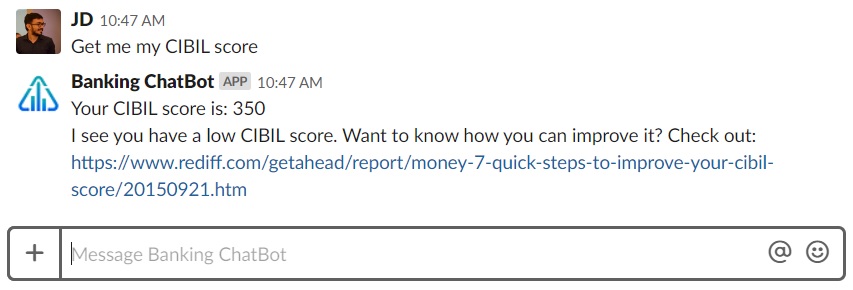 JD 10:47 AM
Get me my CIBIL score
Banking ChatBot APP 10:47 AM
Your CIBIL score is: 350
I see you have a low CIBIL score. Want to know how you can improve it? Check out:
https://www.rediff.com/getahead/report/money-7-quick-steps-to-improve-your-cibil-
score/20150921.htm
Message Banking ChatBot